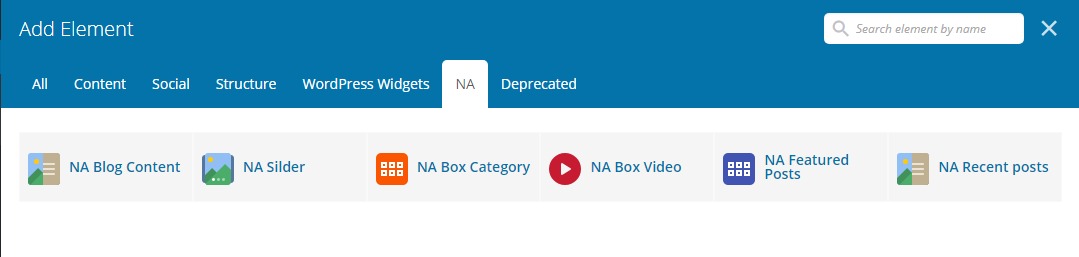 Add Element
Search element by name
All Content Social Structure WordPress Widgets NA Deprecated
NA Blog Content NA Silder NA Box Category NA Box Video NA Featured Posts NA Recent posts